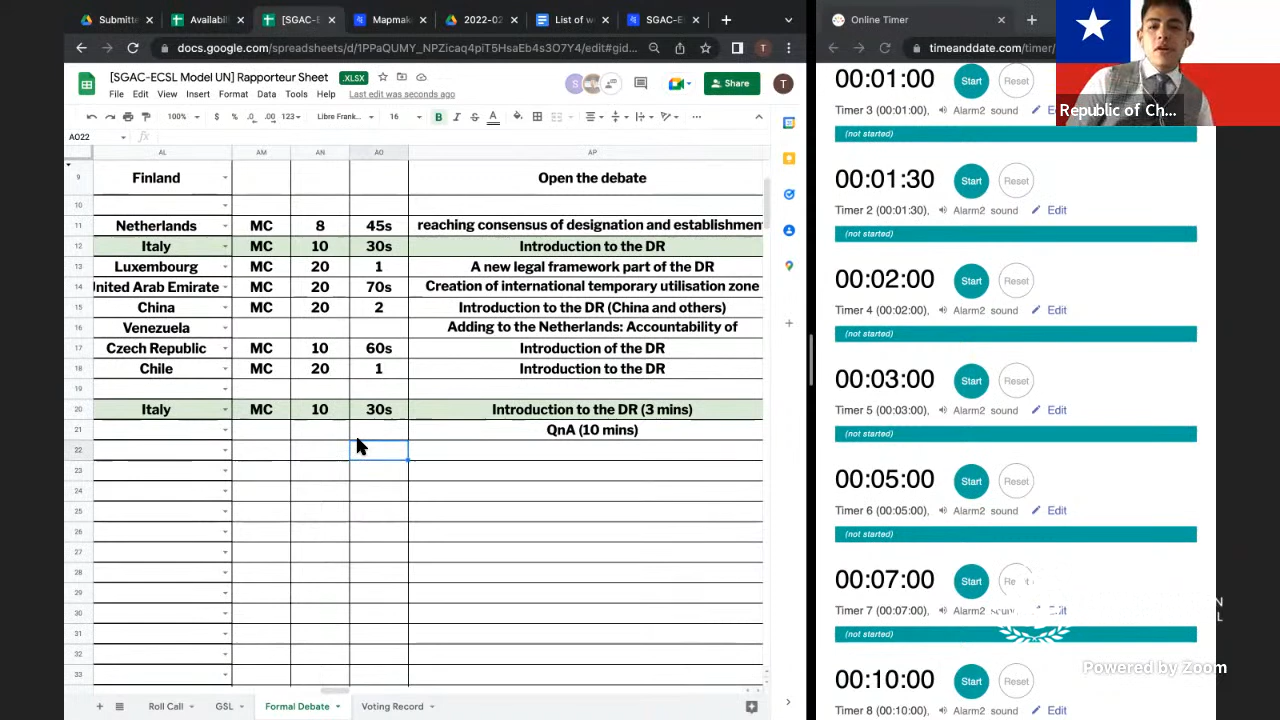 Submitte
Availabil
[SGAC-E
Mapmak
2022-02
List of w
SGAC-E
docs.google.com/spreadsheets/d/1PPaQUMY_NPZicaq4piT5HsaEb4s3O7Y4/edit#gid...
T
[SGAC-ECSL Model UN] Rapporteur Sheet .XLSX
File Edit View Insert Format Data Tools Help Last edit was seconds ago
S
Share
T
100% $ % .0 .00 123 Libre Frank... 16 B I S A
AO22 fx
AL AM AN AO AP
9 Finland Open the debate
10
11 Netherlands MC 8 45s reaching consensus of designation and establishment
12 Italy MC 10 30s Introduction to the DR
13 Luxembourg MC 20 1 A new legal framework part of the DR
14 United Arab Emirate MC 20 70s Creation of international temporary utilisation zone
15 China MC 20 2 Introduction to the DR (China and others)
16 Venezuela Adding to the Netherlands: Accountability of
17 Czech Republic MC 10 60s Introduction of the DR
18 Chile MC 20 1 Introduction to the DR
19
20 Italy MC 10 30s Introduction to the DR (3 mins)
21 QnA (10 mins)
22
23
24
25
26
27
28
29
30
31
32
33
Roll Call GSL Formal Debate Voting Record
Online Timer
timeanddate.com/timer/
00:01:00 Start Reset
Timer 3 (00:01:00), Alarm2 sound
(not started)
00:01:30 Start Reset
Timer 2 (00:01:30), Alarm2 sound Edit
(not started)
00:02:00 Start Reset
Timer 4 (00:02:00), Alarm2 sound Edit
(not started)
00:03:00 Start Reset
Timer 5 (00:03:00), Alarm2 sound Edit
(not started)
00:05:00 Start Reset
Timer 6 (00:05:00), Alarm2 sound Edit
(not started)
00:07:00 Start
Timer 7 (00:07:00), Alarm2 sound Edit
(not started)
00:10:00 Start Reset
Timer 8 (00:10:00), Alarm2 sound Edit
Republic of Ch...
Powered by Zoom